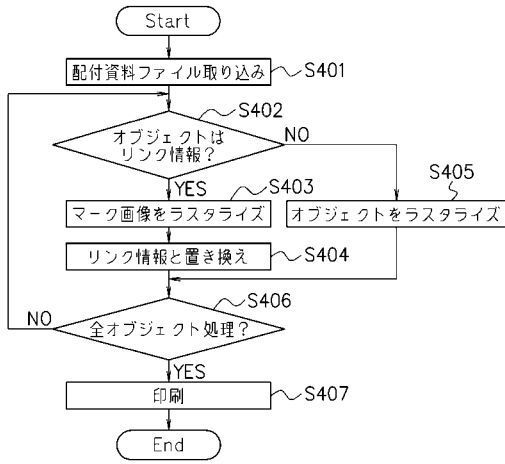 Start
配付資料ファイル取り込み
S401
S402
オブジェクトは
リンク情報?
NO
YES
S403
S405
マーク画像をラスタライズ
オブジェクトをラスタライズ
リンク情報と置き換え
S404
S406
NO
全オブジェクト処理?
YES
印刷
S407
End